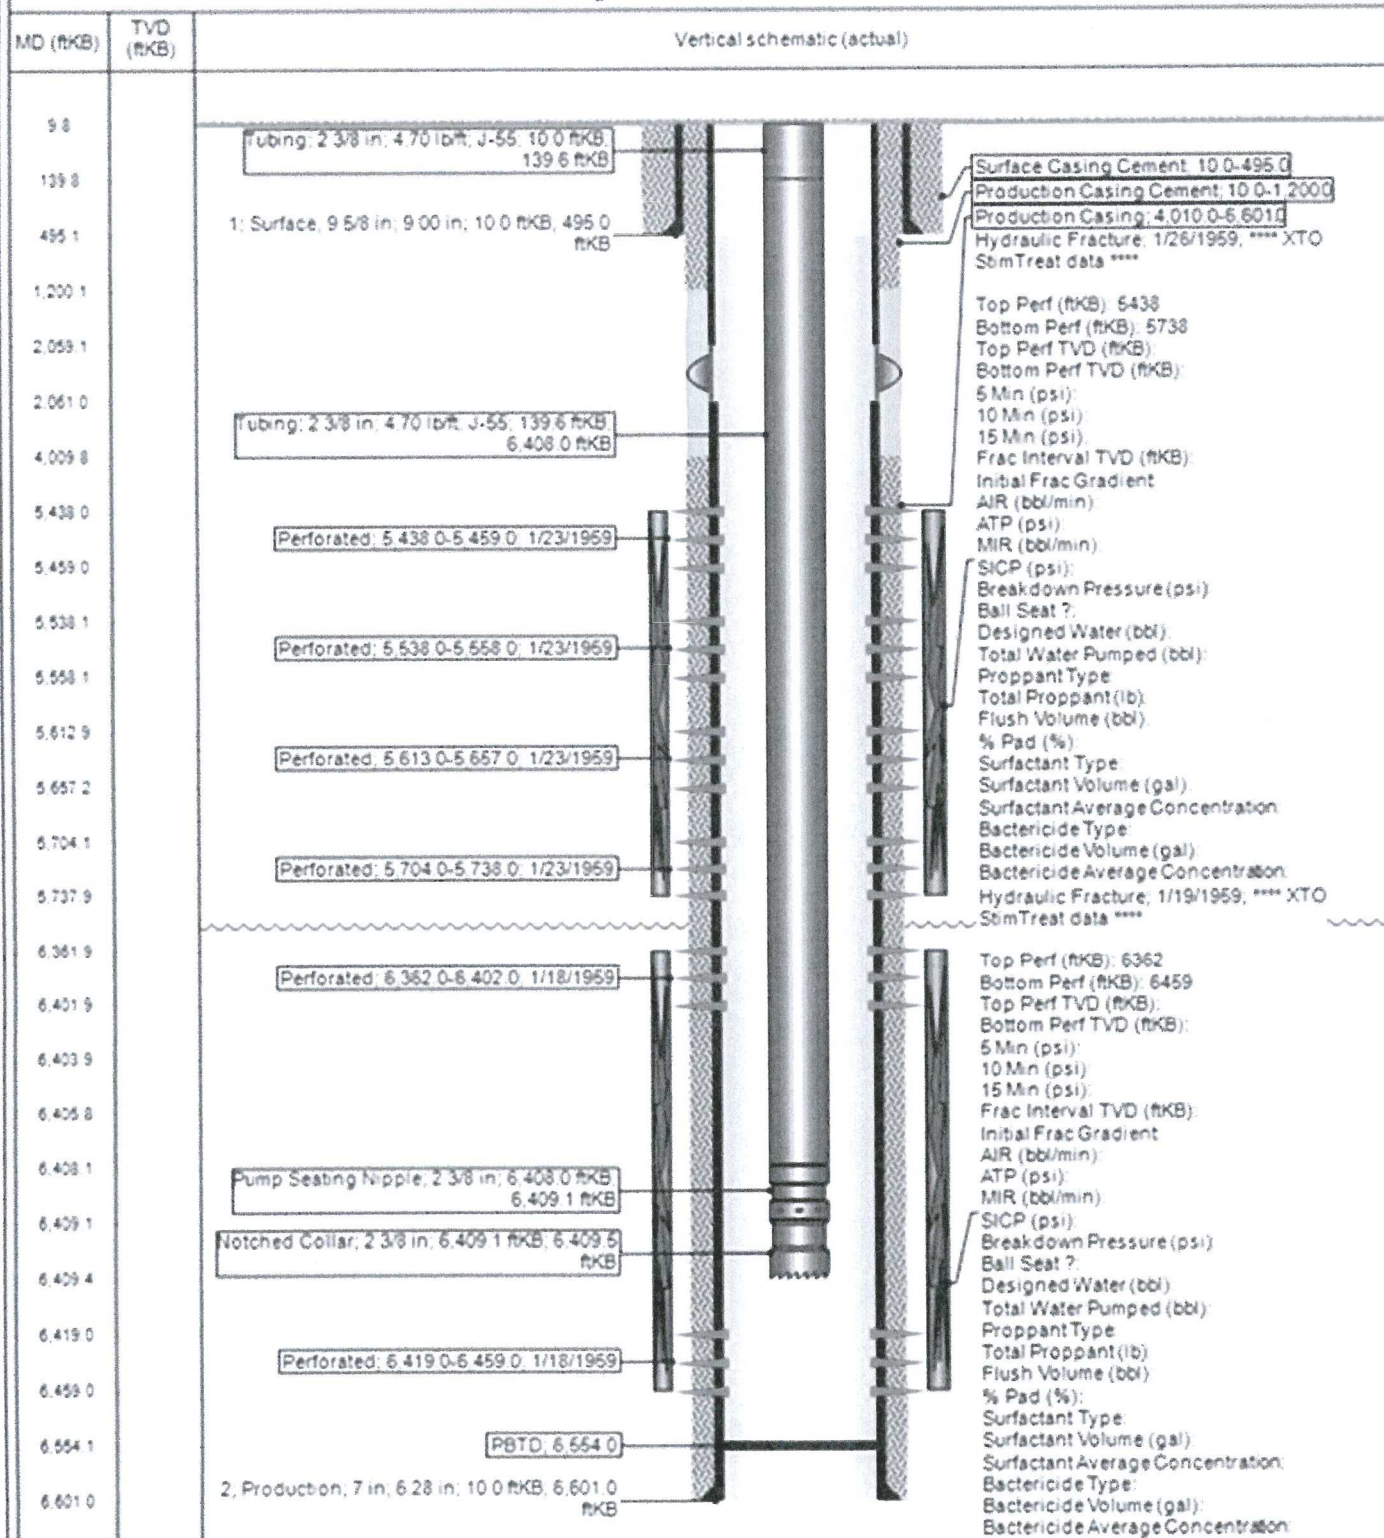 MD (ftKB)
TVD
(ftKB)
Vertical schematic (actual)
9.8
139.8
495.1
1,200.1
2,059.1
2,061.0
4,009.8
5,438.0
5,459.0
5,538.1
5,558.1
5,612.9
5,657.2
5,704.1
5,737.9
6,361.9
6,401.9
6,403.9
6,405.8
6,408.1
6,409.1
6,409.4
6,419.0
6,459.0
6,554.1
6,601.0
Tubing; 2 3/8 in; 4.70 lb/ft; J-55; 10.0 ftKB;
139.6 ftKB
1; Surface; 9 5/8 in; 9.00 in; 10.0 ftKB; 495.0
ftKB
Tubing; 2 3/8 in; 4.70 lb/ft; J-55; 139.6 ftKB;
6,408.0 ftKB
Perforated; 5,438.0-5,459.0; 1/23/1959
Perforated; 5,538.0-5,558.0; 1/23/1959
Perforated; 5,613.0-5,657.0; 1/23/1959
Perforated; 5,704.0-5,738.0; 1/23/1959
Perforated; 6,362.0-6,402.0; 1/18/1959
Pump Seating Nipple; 2 3/8 in; 6,408.0 ftKB;
6,409.1 ftKB
Notched Collar; 2 3/8 in; 6,409.1 ftKB; 6,409.5
ftKB
Perforated; 6,419.0-6,459.0; 1/18/1959
PBTD; 6,554.0
2; Production; 7 in; 6.28 in; 10.0 ftKB; 6,601.0
ftKB
Surface Casing Cement; 10.0-495.0
Production Casing Cement; 10.0-1,200.0
Production Casing; 4,010.0-6,601.0
Hydraulic Fracture; 1/26/1959; **** XTO
StimTreat data ****
Top Perf (ftKB): 5438
Bottom Perf (ftKB): 5738
Top Perf TVD (ftKB):
Bottom Perf TVD (ftKB):
5 Min (psi):
10 Min (psi):
15 Min (psi):
Frac Interval TVD (ftKB):
Initial Frac Gradient
AIR (bbl/min):
ATP (psi):
MIR (bbl/min):
SICP (psi):
Breakdown Pressure (psi)
Ball Seat ?:
Designed Water (bbl):
Total Water Pumped (bbl):
Proppant Type:
Total Proppant (lb):
Flush Volume (bbl):
% Pad (%):
Surfactant Type:
Surfactant Volume (gal):
Surfactant Average Concentration:
Bactericide Type:
Bactericide Volume (gal):
Bactericide Average Concentration:
Hydraulic Fracture; 1/19/1959; **** XTO
StimTreat data ****
Top Perf (ftKB): 6362
Bottom Perf (ftKB): 6459
Top Perf TVD (ftKB):
Bottom Perf TVD (ftKB):
5 Min (psi):
10 Min (psi):
15 Min (psi):
Frac Interval TVD (ftKB):
Initial Frac Gradient
AIR (bbl/min):
ATP (psi):
MIR (bbl/min):
SICP (psi):
Breakdown Pressure (psi)
Ball Seat ?:
Designed Water (bbl):
Total Water Pumped (bbl):
Proppant Type:
Total Proppant (lb):
Flush Volume (bbl):
% Pad (%):
Surfactant Type:
Surfactant Volume (gal):
Surfactant Average Concentration:
Bactericide Type:
Bactericide Volume (gal):
Bactericide Average Concentration: